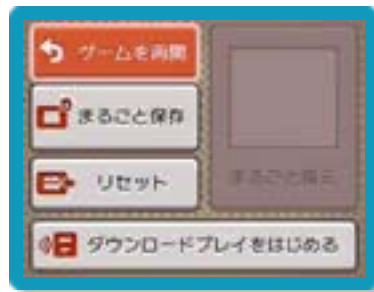 ゲームを再開
まるごと保存
まるごと復元
リセット
ダウンロードプレイをはじめる